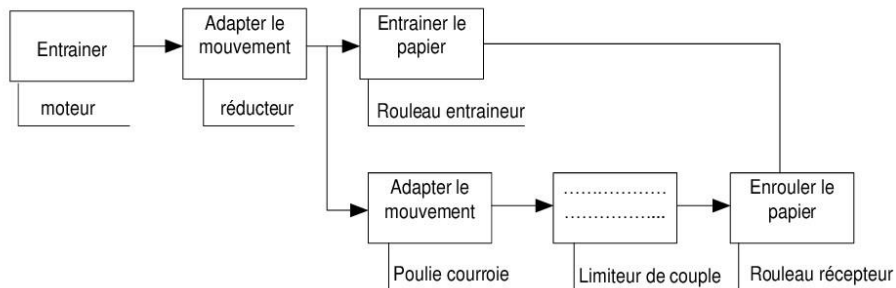 Entrainer
moteur
Adapter le
mouvement
réducteur
Entrainer le
papier
Rouleau entraineur
Adapter le
mouvement
Poulie courroie
………………
……………...
Limiteur de couple
Enrouler le
papier
Rouleau récepteur